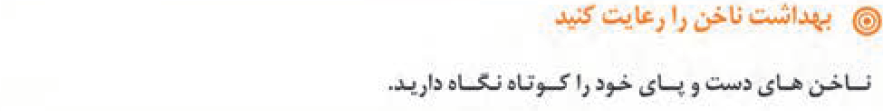 بهداشت ناخن را رعایت کنید
ناخن های دست و پای خود را کوتاه نگاه دارید.